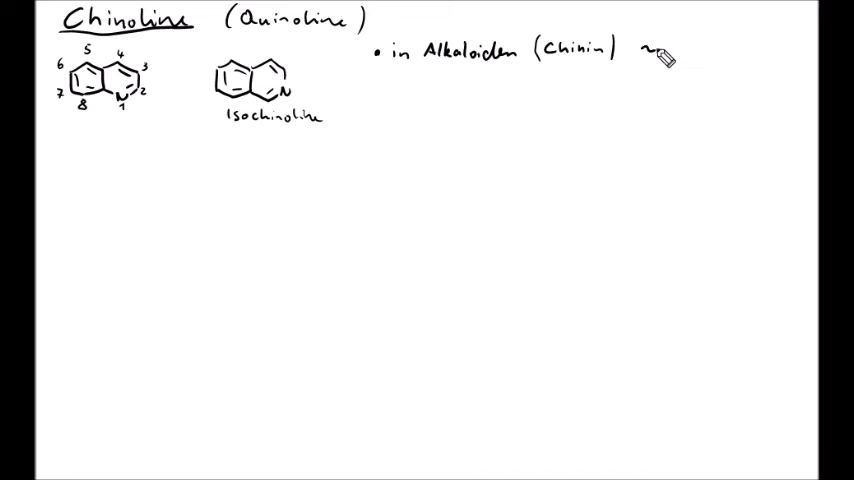 Chinoline (Quinoline)
• in Alkaloiden (Chinin) ~
5 4
6 3
7 2
8 N 1
N
Isochinoline